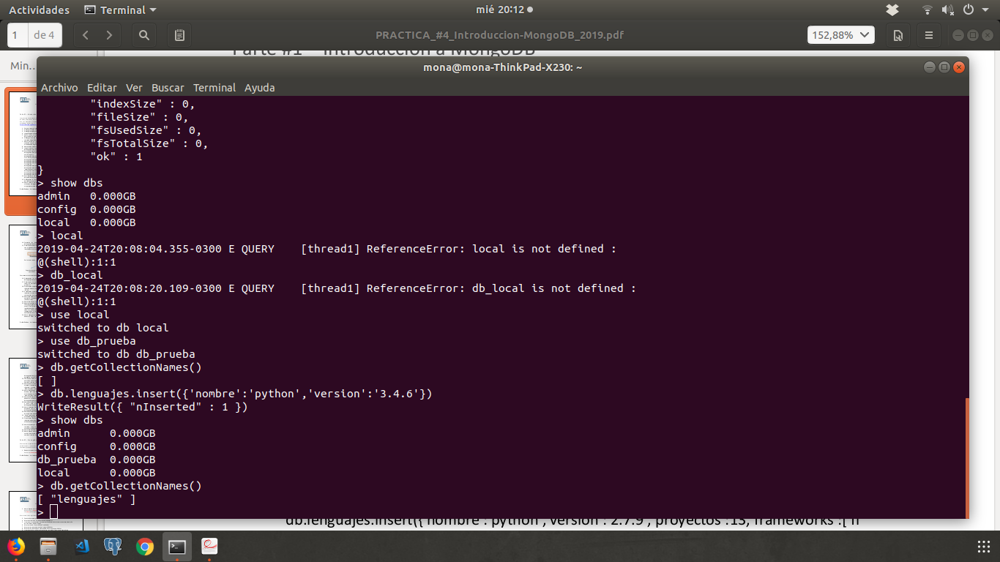 Actividades Terminal mié 20:12
1 de 4 PRACTICA_#4_Introduccion-MongoDB_2019.pdf 152,88%
Parte #1 Introducción a MongoDB
Min...
mona@mona-ThinkPad-X230: ~
Archivo Editar Ver Buscar Terminal Ayuda
"indexSize" : 0,
"fileSize" : 0,
"fsUsedSize" : 0,
"fsTotalSize" : 0,
"ok" : 1
}
> show dbs
admin 0.000GB
config 0.000GB
local 0.000GB
> local
2019-04-24T20:08:04.355-0300 E QUERY [thread1] ReferenceError: local is not defined :
@(shell):1:1
> db_local
2019-04-24T20:08:20.109-0300 E QUERY [thread1] ReferenceError: db_local is not defined :
@(shell):1:1
> use local
switched to db local
> use db_prueba
switched to db db_prueba
> db.getCollectionNames()
[ ]
> db.lenguajes.insert({'nombre':'python','version':'3.4.6'})
WriteResult({ "nInserted" : 1 })
> show dbs
admin 0.000GB
config 0.000GB
db_prueba 0.000GB
local 0.000GB
> db.getCollectionNames()
[ "lenguajes" ]
>
db.lenguajes.insert({'nombre':'python','version':'2.7.9','proyectos':13,'frameworks':['fl